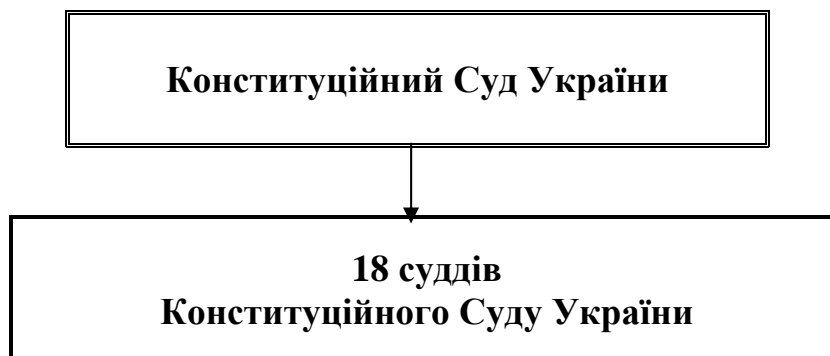 Конституційний Суд України
18 суддів
Конституційного Суду України